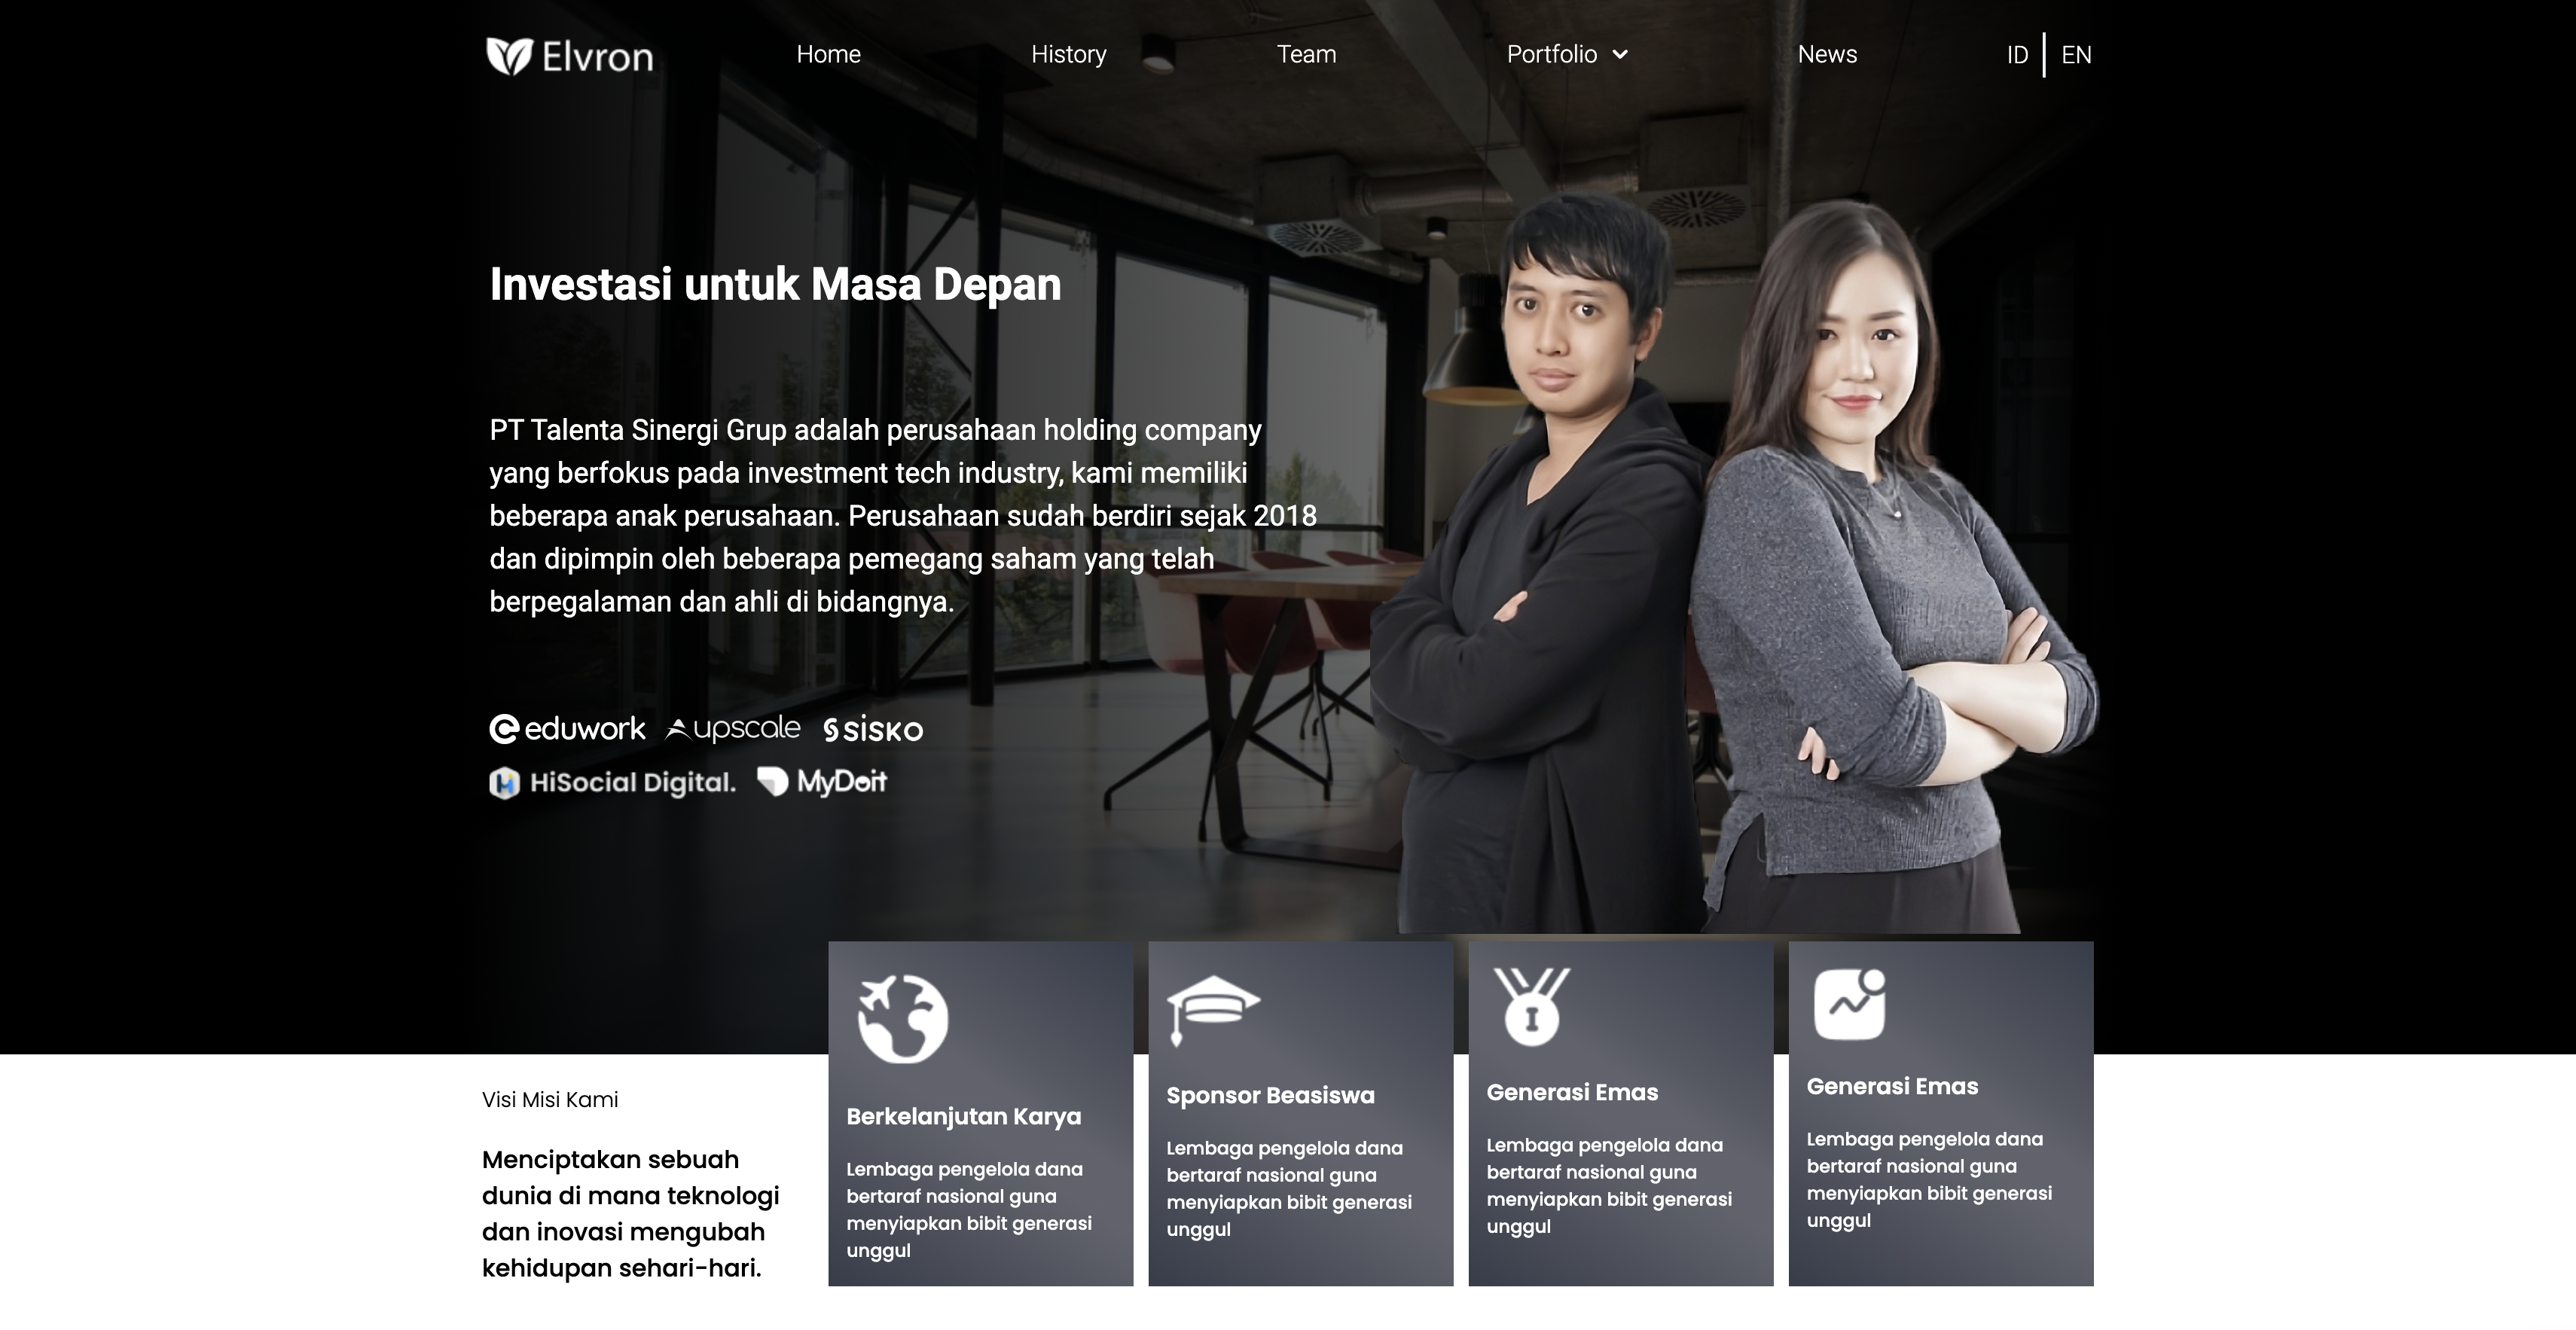 Elvron
Home
History
Team
Portfolio
News
ID | EN
Investasi untuk Masa Depan
PT Talenta Sinergi Grup adalah perusahaan holding company
yang berfokus pada investment tech industry, kami memiliki
beberapa anak perusahaan. Perusahaan sudah berdiri sejak 2018
dan dipimpin oleh beberapa pemegang saham yang telah
berpegalaman dan ahli di bidangnya.
eduwork upscale sisko
HiSocial Digital. MyDoit
Visi Misi Kami
Menciptakan sebuah
dunia di mana teknologi
dan inovasi mengubah
kehidupan sehari-hari.
Berkelanjutan Karya
Lembaga pengelola dana
bertaraf nasional guna
menyiapkan bibit generasi
unggul
Sponsor Beasiswa
Lembaga pengelola dana
bertaraf nasional guna
menyiapkan bibit generasi
unggul
Generasi Emas
Lembaga pengelola dana
bertaraf nasional guna
menyiapkan bibit generasi
unggul
Generasi Emas
Lembaga pengelola dana
bertaraf nasional guna
menyiapkan bibit generasi
unggul